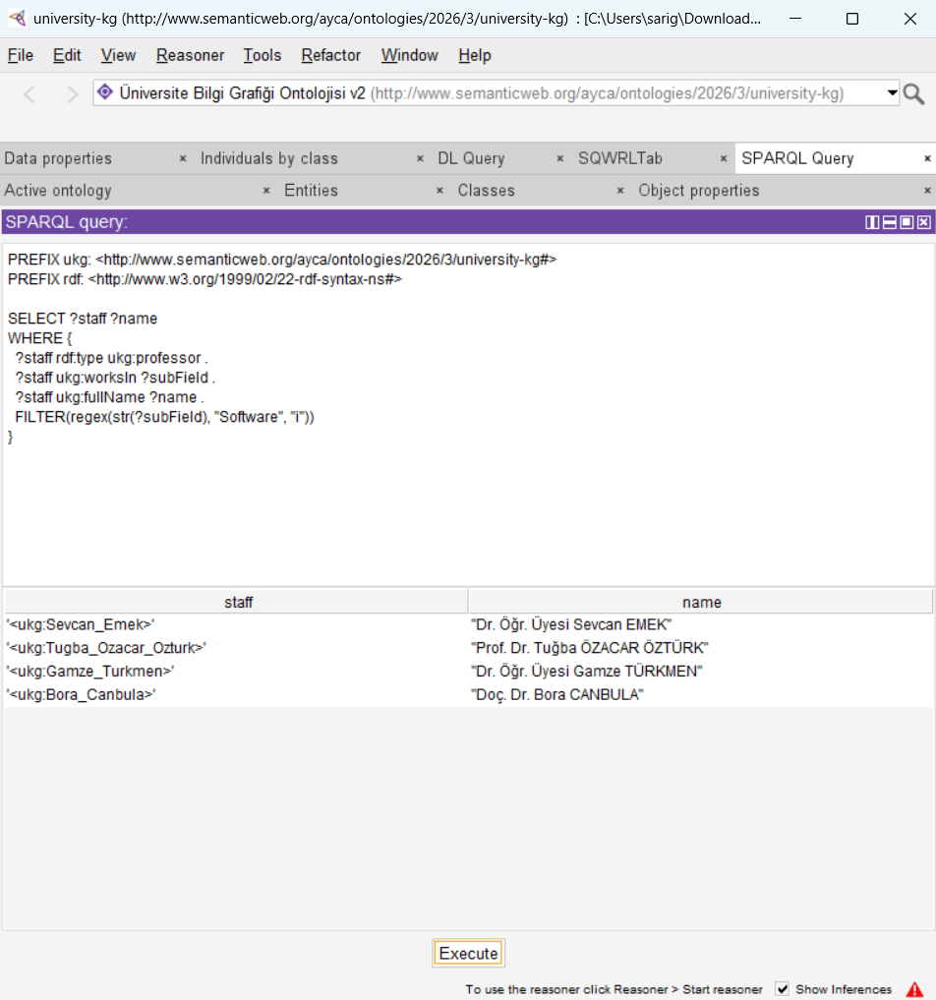 university-kg (http://www.semanticweb.org/ayca/ontologies/2026/3/university-kg) : [C:\Users\sarig\Download...
File Edit View Reasoner Tools Refactor Window Help
Üniversite Bilgi Grafiği Ontolojisi v2 (http://www.semanticweb.org/ayca/ontologies/2026/3/university-kg)
Data properties × Individuals by class × DL Query × SQWRLTab × SPARQL Query ×
Active ontology × Entities × Classes × Object properties ×
SPARQL query:
PREFIX ukg: <http://www.semanticweb.org/ayca/ontologies/2026/3/university-kg#>
PREFIX rdf: <http://www.w3.org/1999/02/22-rdf-syntax-ns#>
SELECT ?staff ?name
WHERE {
?staff rdf:type ukg:professor .
?staff ukg:worksIn ?subField .
?staff ukg:fullName ?name .
FILTER(regex(str(?subField), "Software", "i"))
}
staff name
'<ukg:Sevcan_Emek>' "Dr. Öğr. Üyesi Sevcan EMEK"
'<ukg:Tugba_Ozacar_Ozturk>' "Prof. Dr. Tuğba ÖZACAR ÖZTÜRK"
'<ukg:Gamze_Turkmen>' "Dr. Öğr. Üyesi Gamze TÜRKMEN"
'<ukg:Bora_Canbula>' "Doç. Dr. Bora CANBULA"
Execute
To use the reasoner click Reasoner > Start reasoner Show Inferences